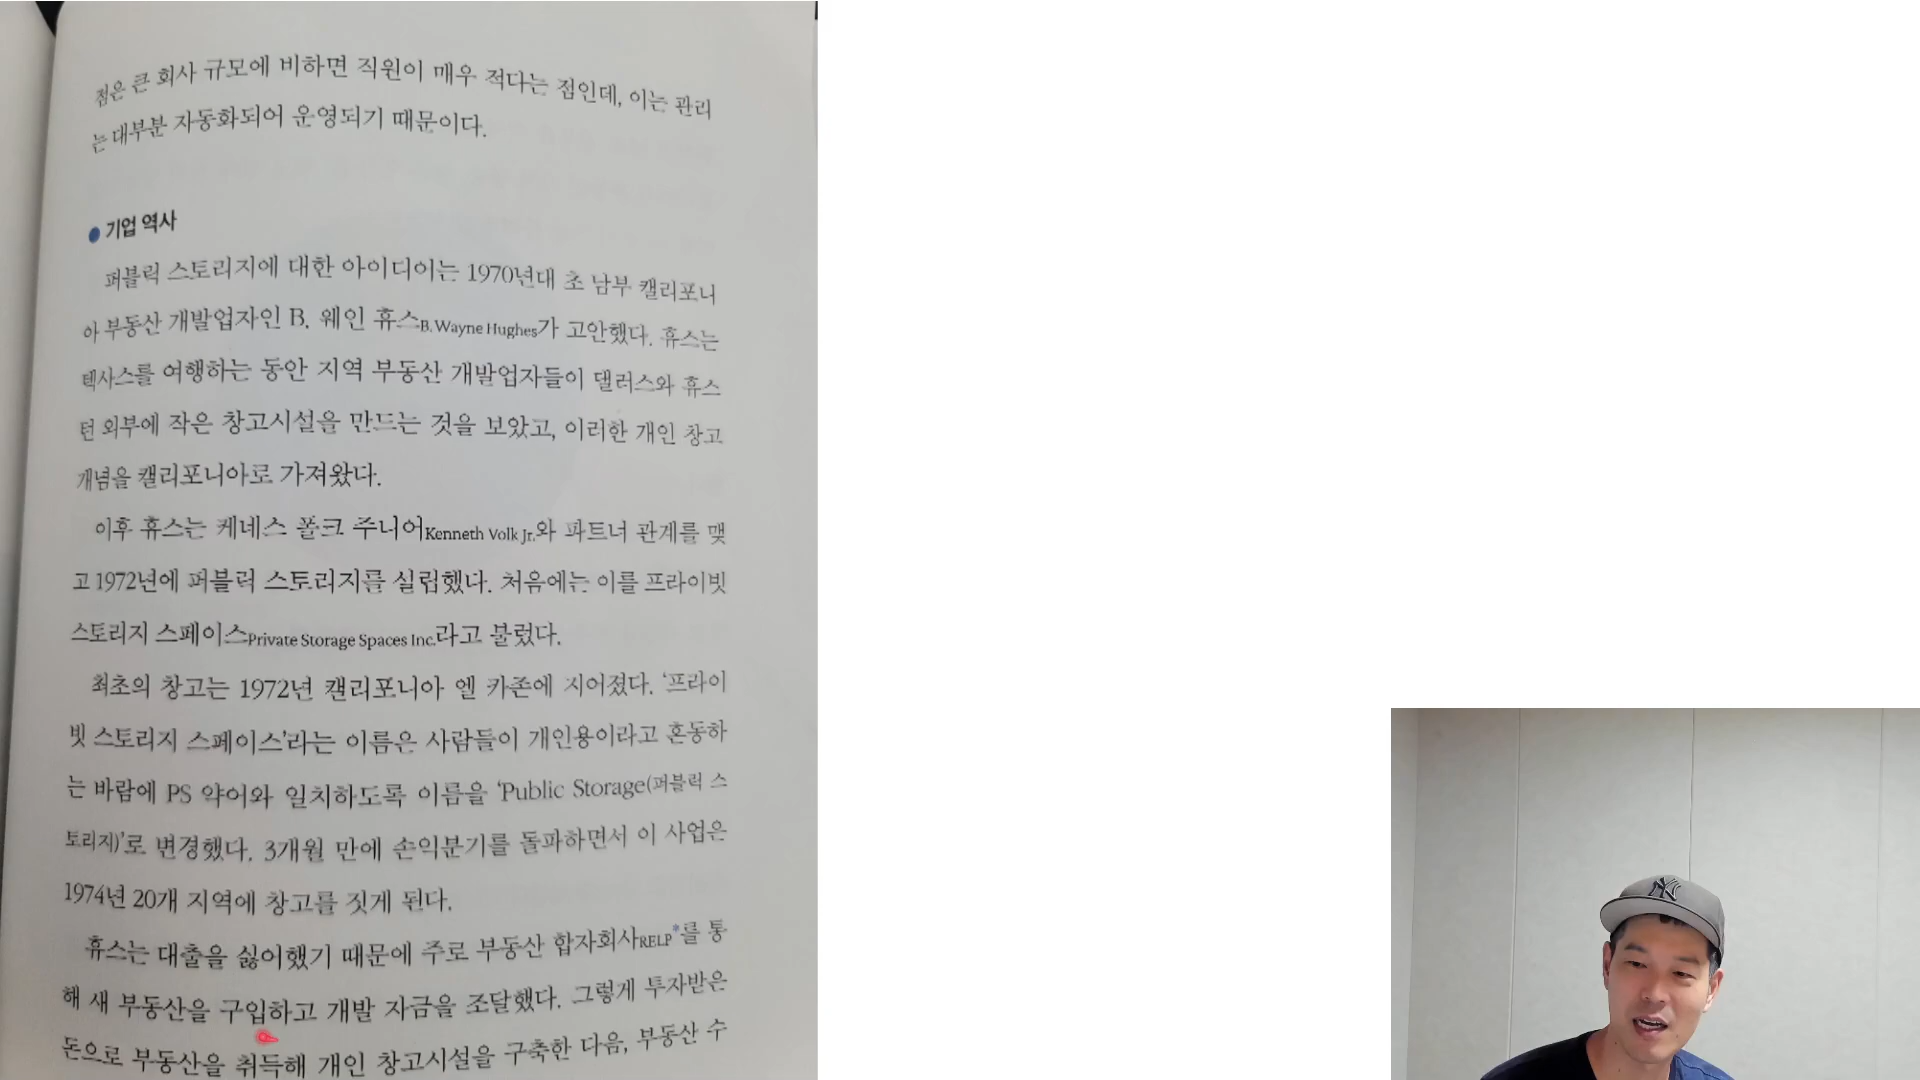 점은 큰 회사 규모에 비하면 직원이 매우 적다는 점인데, 이는 관리
는 대부분 자동화되어 운영되기 때문이다.
● 기업 역사
퍼블릭 스토리지에 대한 아이디어는 1970년대 초 남부 캘리포니
아 부동산 개발업자인 B. 웨인 휴스B. Wayne Hughes가 고안했다. 휴스는
텍사스를 여행하는 동안 지역 부동산 개발업자들이 댈러스와 휴스
턴 외부에 작은 창고시설을 만드는 것을 보았고, 이러한 개인 창고
개념을 캘리포니아로 가져왔다.
이후 휴스는 케네스 폴크 주니어Kenneth Volk Jr.와 파트너 관계를 맺
고 1972년에 퍼블릭 스토리지를 설립했다. 처음에는 이를 프라이빗
스토리지 스페이스Private Storage Spaces Inc.라고 불렀다.
최초의 창고는 1972년 캘리포니아 엘 카존에 지어졌다. ‘프라이
빗 스토리지 스페이스’라는 이름은 사람들이 개인용이라고 혼동하
는 바람에 PS 약어와 일치하도록 이름을 ‘Public Storage(퍼블릭 스
토리지)’로 변경했다. 3개월 만에 손익분기를 돌파하면서 이 사업은
1974년 20개 지역에 창고를 짓게 된다.
휴스는 대출을 싫어했기 때문에 주로 부동산 합자회사RELP*를 통
해 새 부동산을 구입하고 개발 자금을 조달했다. 그렇게 투자받은
돈으로 부동산을 취득해 개인 창고시설을 구축한 다음, 부동산 수
NY